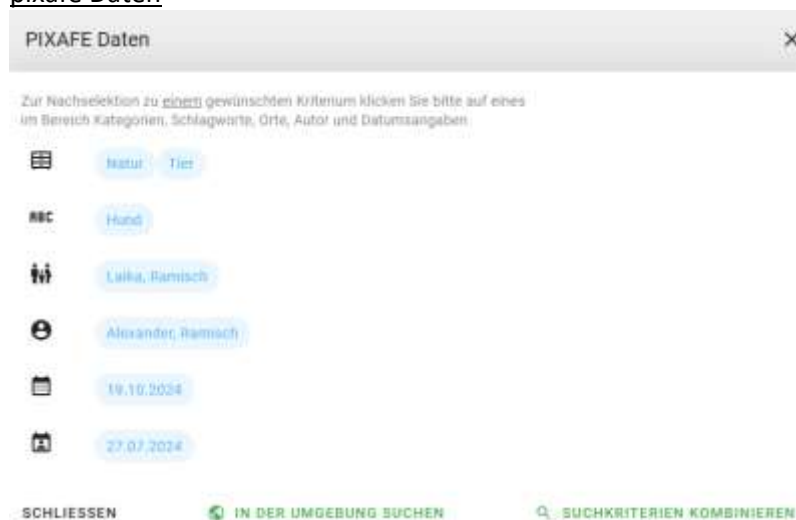 pixafe Daten
PIXAFE Daten
Zur Nachselektion zu einem gewünschten Kriterium klicken Sie bitte auf eines
im Bereich Kategorien, Schlagworte, Orte, Autor und Datumsangaben.
Natur Tier
ABC Hund
Laika, Ramisch
Alexander, Ramisch
19.10.2024
27.07.2024
SCHLIESSEN IN DER UMGEBUNG SUCHEN SUCHKRITERIEN KOMBINIEREN